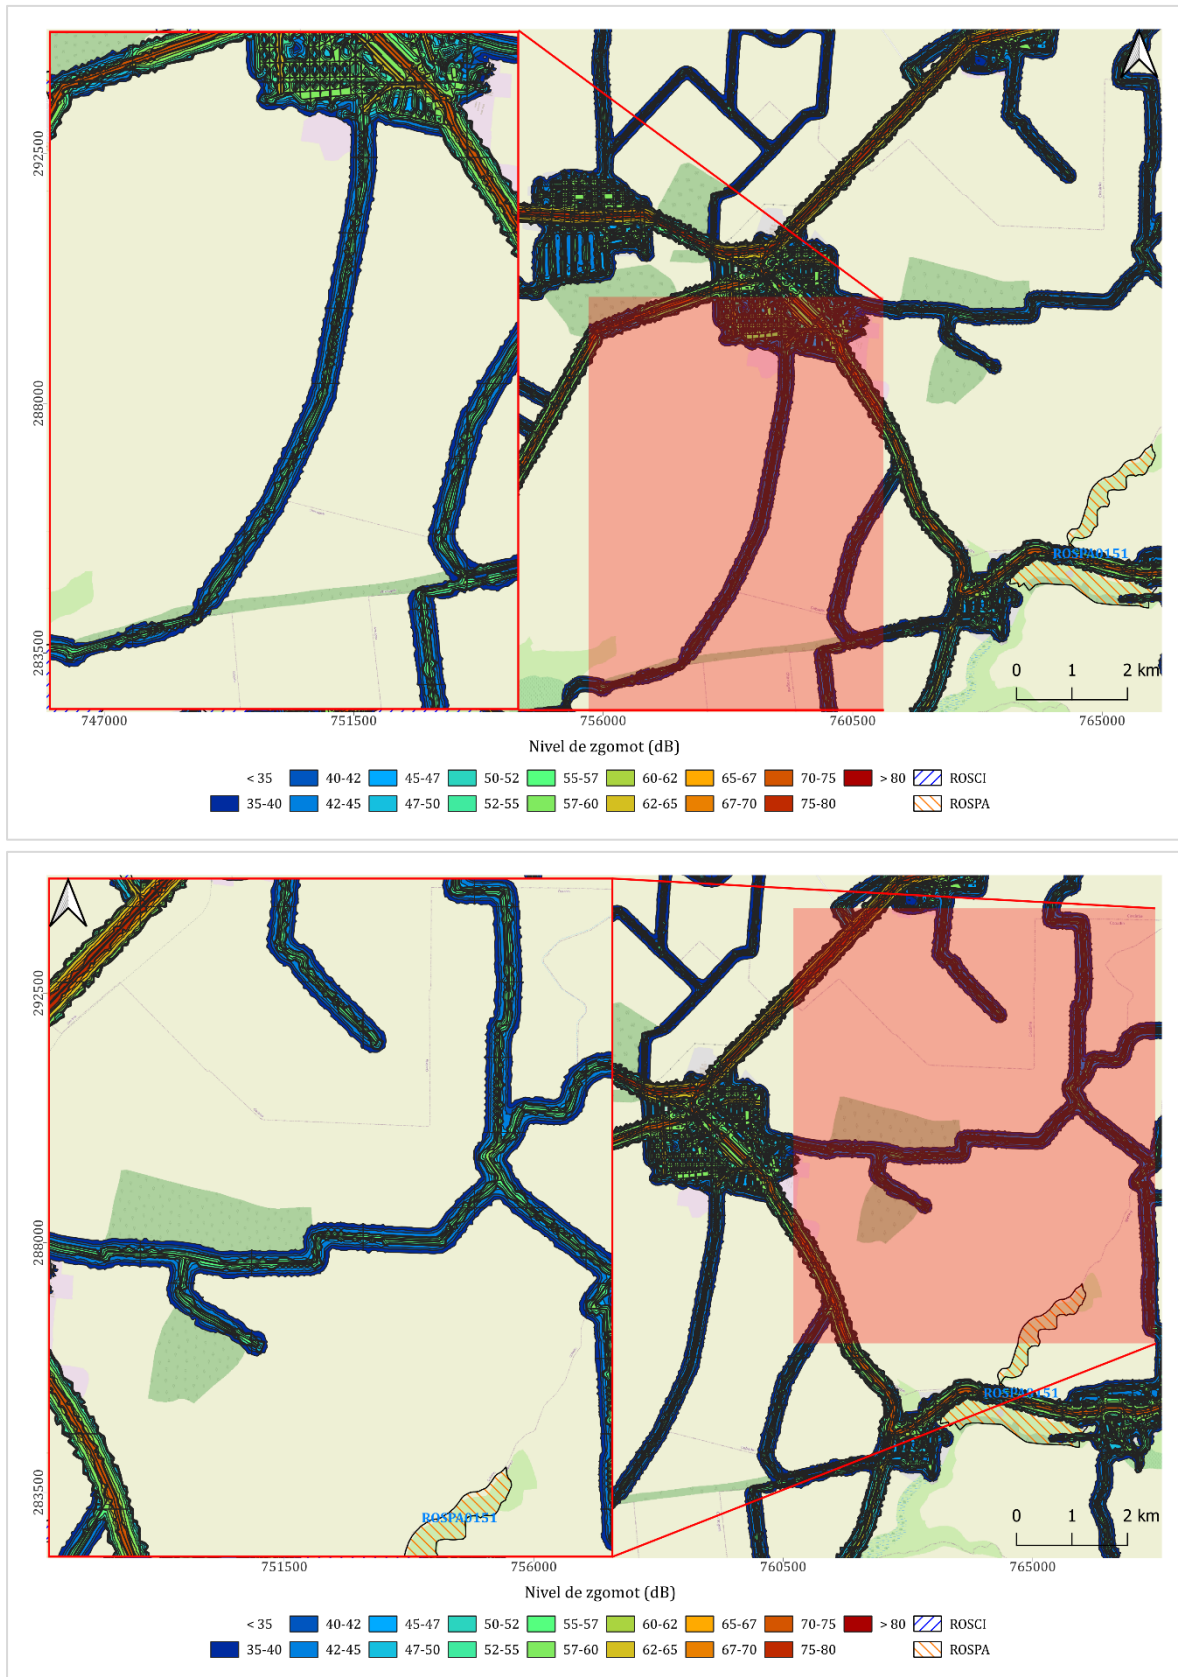 292500
288000
283500
ROSPA0151
0 1 2 km
747000 751500 756000 760500 765000
Nivel de zgomot (dB)
< 35 40-42 45-47 50-52 55-57 60-62 65-67 70-75 > 80 ROSCI
35-40 42-45 47-50 52-55 57-60 62-65 67-70 75-80 ROSPA
292500
288000
283500
ROSPA0151
ROSPA0151
0 1 2 km
751500 756000 760500 765000
Nivel de zgomot (dB)
< 35 40-42 45-47 50-52 55-57 60-62 65-67 70-75 > 80 ROSCI
35-40 42-45 47-50 52-55 57-60 62-65 67-70 75-80 ROSPA